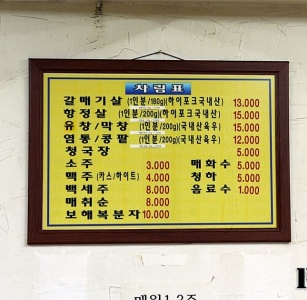 차림표
갈매기살 (1인분/180g)(하이포크국내산) 13.000
항정살 (1인분/200g)(하이포크국내산) 15.000
유창/막창 (1인분/200g)(국내산육우) 15.000
염통/콩팥 (1인분/200g)(국내산육우) 12.000
청국장 5.000
소주 3.000 매화수 5.000
맥주 (카스/하이트) 4.000 청하 5.000
백세주 8.000 음료수 1.000
매취순 8.000
보해복분자 10.000